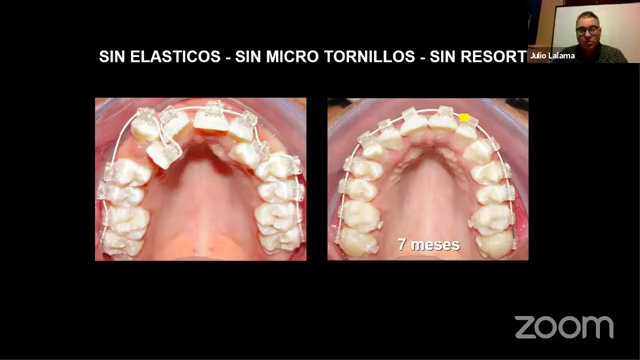 SIN ELASTICOS - SIN MICRO TORNILLOS - SIN RESORT
Julio Lalama
7 meses
zoom